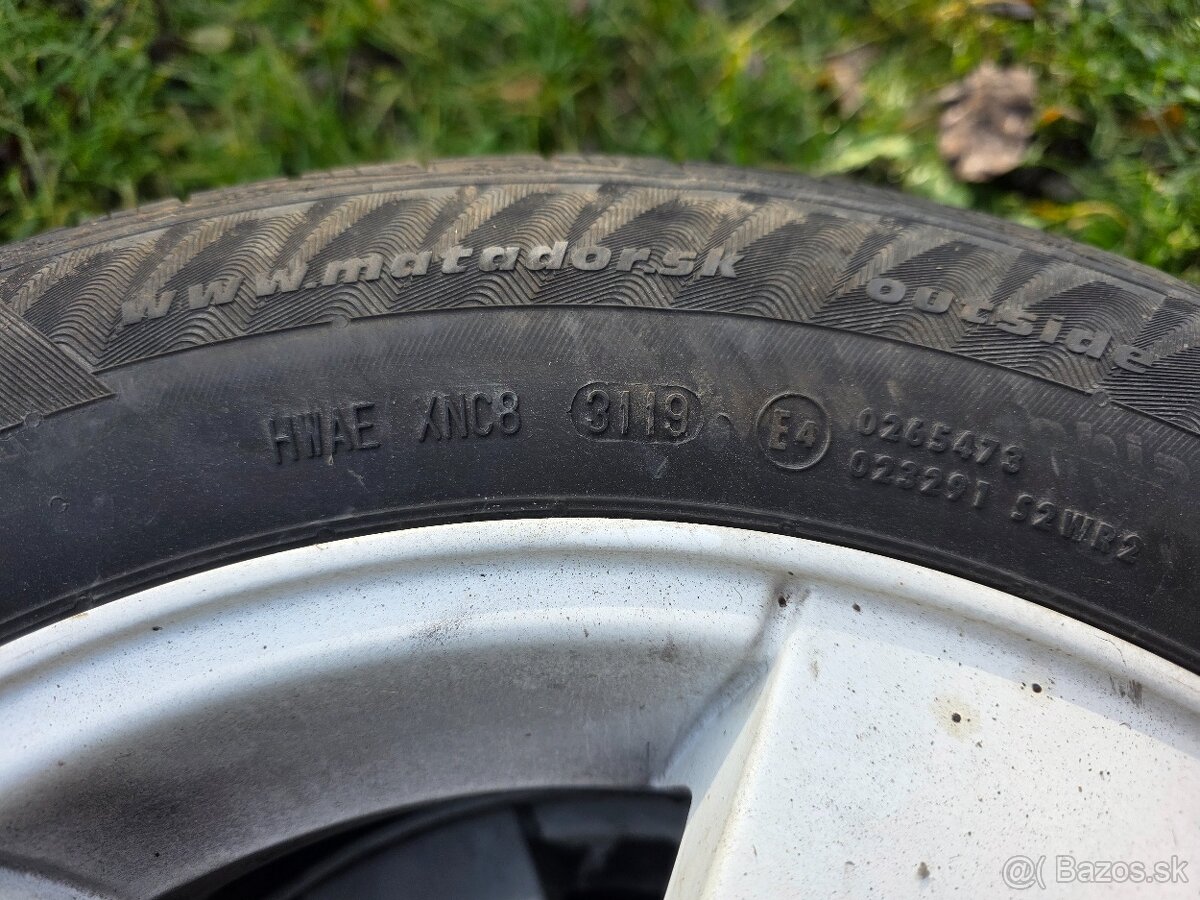 www.matador.sk outside
HWAE XNC8 3119 E4 0265473
023291 S2WR2
@( Bazos.sk